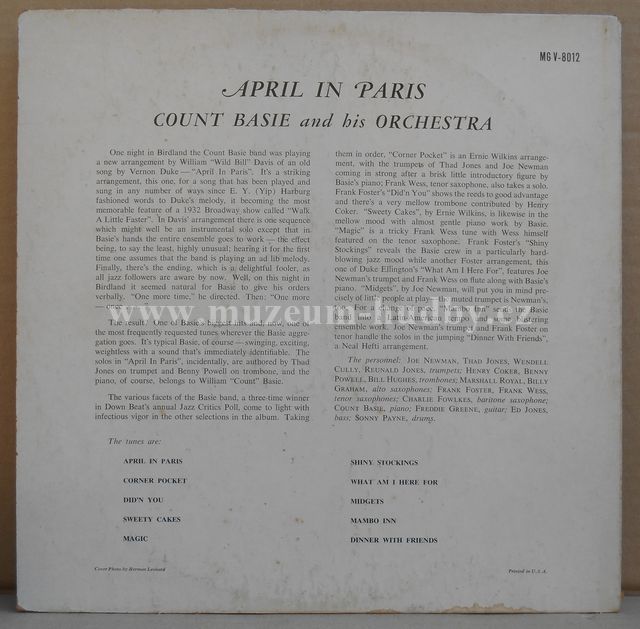 MG V-8012
APRIL IN PARIS
COUNT BASIE and his ORCHESTRA
One night in Birdland the Count Basie band was playing
a new arrangement by William "Wild Bill" Davis of an old
song by Vernon Duke — "April In Paris". It's a striking
arrangement, this one, for a song that has been played and
sung in any number of ways since E. Y. (Yip) Harburg
fashioned words to Duke's melody, it becoming the most
memorable feature of a 1932 Broadway show called "Walk
A Little Faster". In Davis' arrangement there is one sequence
which might well be an instrumental solo except that in
Basie's hands the entire ensemble goes to work — the effect
being, to say the least, highly unusual; hearing it for the first
time one assumes that the band is playing an ad lib melody.
Finally, there's the ending, which is a delightful fooler, as
all jazz followers are aware by now. Well, on this night in
Birdland it seemed natural for Basie to give his orders
verbally. "One more time," he directed. Then: "One more
once."
The result? One of Basie's biggest hits and, now, one of
the most frequently requested tunes wherever the Basie aggre-
gation goes. It's typical Basie, of course — swinging, exciting,
weightless with a sound that's immediately identifiable. The
solos in "April In Paris", incidentally, are authored by Thad
Jones on trumpet and Benny Powell on trombone, and the
piano, of course, belongs to William "Count" Basie.
The various facets of the Basie band, a three-time winner
in Down Beat's annual Jazz Critics Poll, come to light with
infectious vigor in the other selections in the album. Taking
them in order, "Corner Pocket" is an Ernie Wilkins arrange-
ment, with the trumpets of Thad Jones and Joe Newman
coming in strong after a brisk little introductory figure by
Basie's piano; Frank Wess, tenor saxophone, also takes a solo.
Frank Foster's "Did'n You" shows the reeds to good advantage
and there's a very mellow trombone contributed by Henry
Coker. "Sweety Cakes", by Ernie Wilkins, is likewise in the
mellow mood with almost gentle piano work by Basie.
"Magic" is a tricky Frank Wess tune with Wess himself
featured on the tenor saxophone. Frank Foster's "Shiny
Stockings" reveals the Basie crew in a particularly hard-
blowing jazz mood while another Foster arrangement, this
one of Duke Ellington's "What Am I Here For", features Joe
Newman's trumpet and Frank Wess on flute along with Basie's
piano. "Midgets", by Joe Newman, will put you in mind pre-
cisely of little people at play — the muted trumpet is Newman's,
Basie
blistering
ensemble work. Joe Newman's trumpet and Frank Foster on
tenor handle the solos in the jumping "Dinner With Friends",
a Neal Hefti arrangement.
The personnel: JOE NEWMAN, THAD JONES, WENDELL
CULLY, REUNALD JONES, trumpets; HENRY COKER, BENNY
POWELL, BILL HUGHES, trombones; MARSHALL ROYAL, BILLY
GRAHAM, alto saxophones; FRANK FOSTER, FRANK WESS,
tenor saxophones; CHARLIE FOWLKES, baritone saxophone;
COUNT BASIE, piano; FREDDIE GREENE, guitar; ED JONES,
bass; SONNY PAYNE, drums.
The tunes are:
APRIL IN PARIS
CORNER POCKET
DID'N YOU
SWEETY CAKES
MAGIC
SHINY STOCKINGS
WHAT AM I HERE FOR
MIDGETS
MAMBO INN
DINNER WITH FRIENDS
Cover Photo by Herman Leonard
Printed in U.S.A.
www.muzeum-hudby.cz